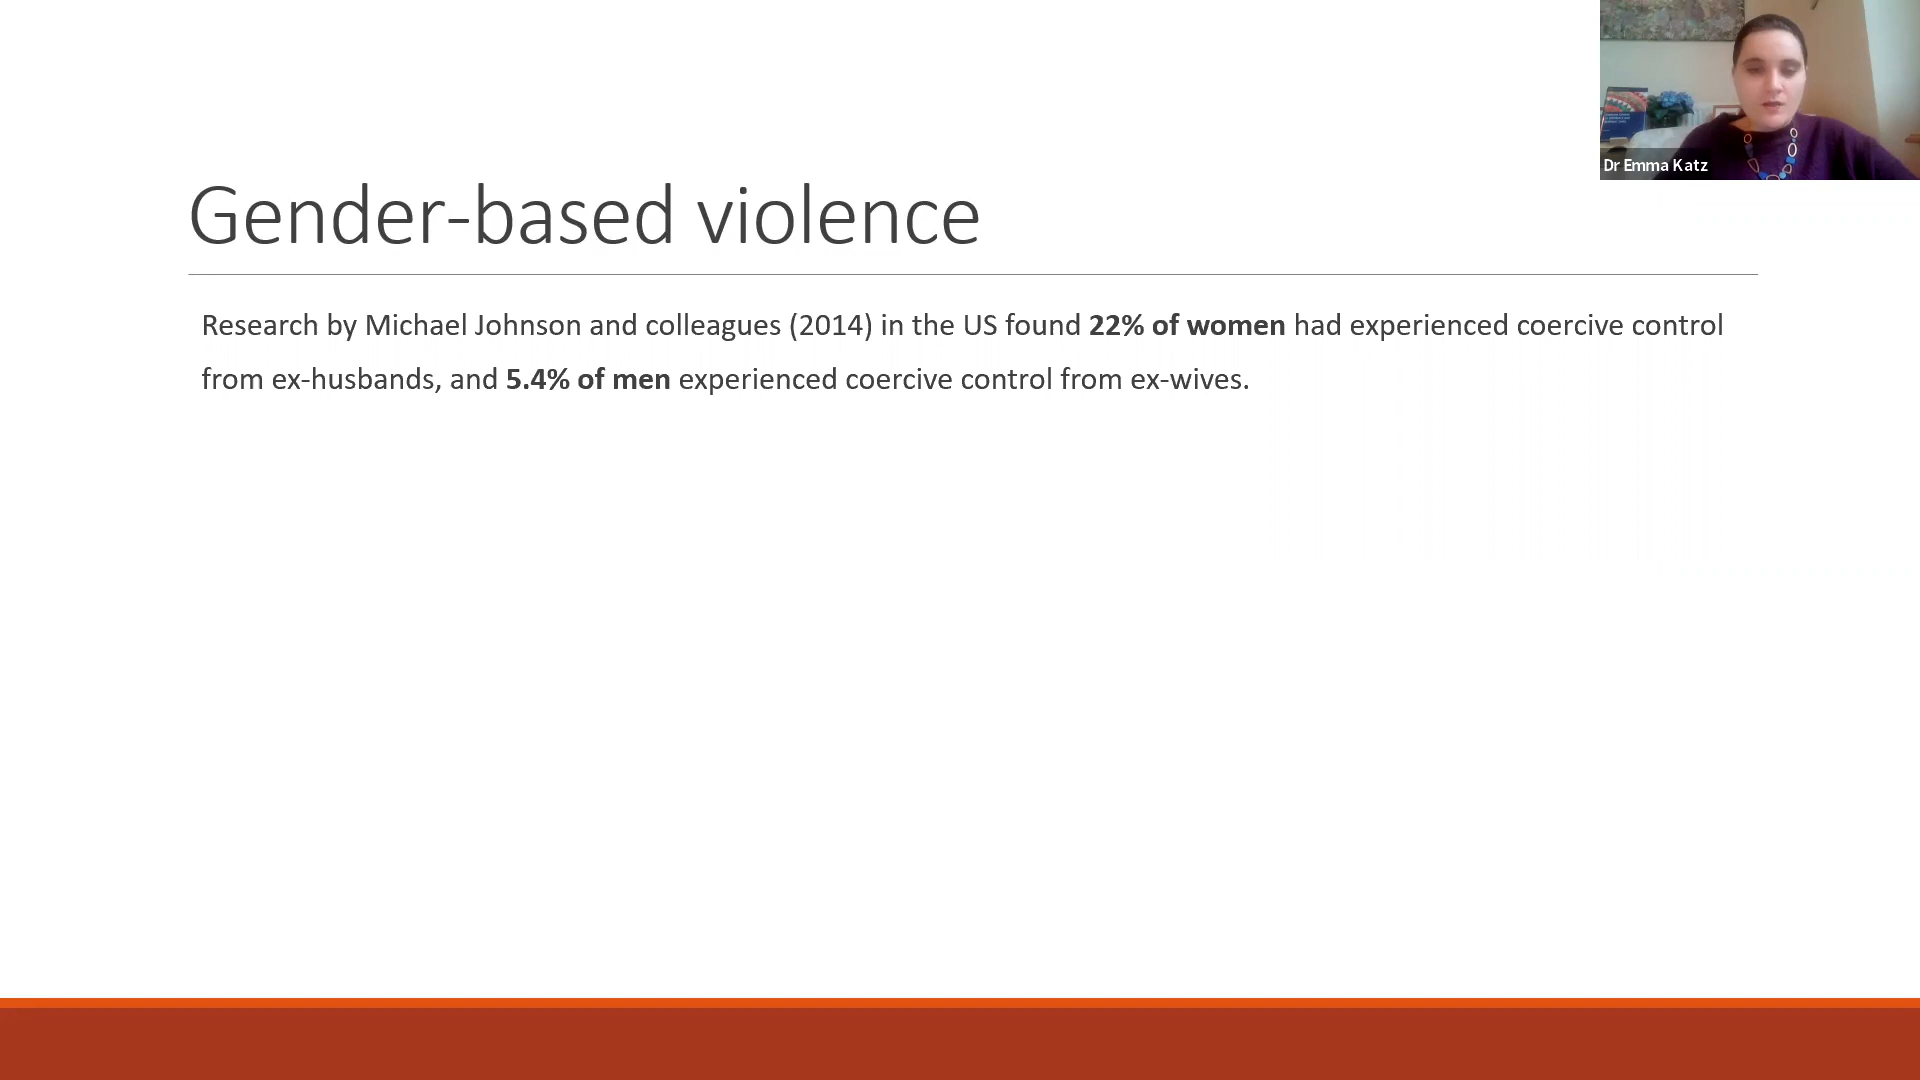 Dr Emma Katz
Gender-based violence
Research by Michael Johnson and colleagues (2014) in the US found 22% of women had experienced coercive control
from ex-husbands, and 5.4% of men experienced coercive control from ex-wives.